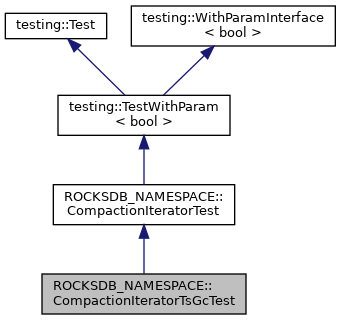 testing::Test
testing::WithParamInterface
< bool >
testing::TestWithParam
< bool >
ROCKSDB_NAMESPACE::
CompactionIteratorTest
ROCKSDB_NAMESPACE::
CompactionIteratorTsGcTest